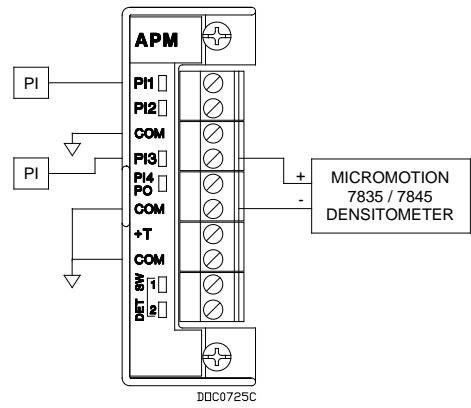 APM
PI
PI1
PI2
COM
PI
PI3
PI4
PO
COM
+T
COM
SW 1
DET 2
+
-
MICROMOTION
7835 / 7845
DENSITOMETER
DOC0725C